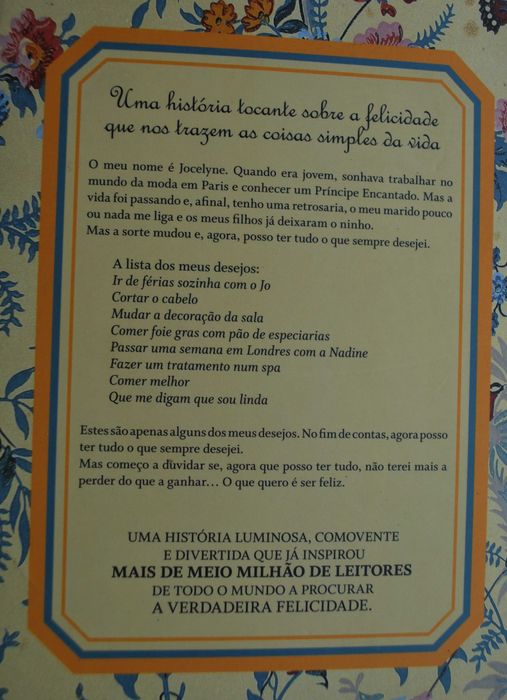 Uma história tocante sobre a felicidade
que nos trazem as coisas simples da vida
O meu nome é Jocelyne. Quando era jovem, sonhava trabalhar no
mundo da moda em Paris e conhecer um Príncipe Encantado. Mas a
vida foi passando e, afinal, tenho uma retrosaria, o meu marido pouco
ou nada me liga e os meus filhos já deixaram o ninho.
Mas a sorte mudou e, agora, posso ter tudo o que sempre desejei.
A lista dos meus desejos:
Ir de férias sozinha com o Jo
Cortar o cabelo
Mudar a decoração da sala
Comer foie gras com pão de especiarias
Passar uma semana em Londres com a Nadine
Fazer um tratamento num spa
Comer melhor
Que me digam que sou linda
Estes são apenas alguns dos meus desejos. No fim de contas, agora posso
ter tudo o que sempre desejei.
Mas começo a duvidar se, agora que posso ter tudo, não terei mais a
perder do que a ganhar... O que quero é ser feliz.
UMA HISTÓRIA LUMINOSA, COMOVENTE
E DIVERTIDA QUE JÁ INSPIROU
MAIS DE MEIO MILHÃO DE LEITORES
DE TODO O MUNDO A PROCURAR
A VERDADEIRA FELICIDADE.